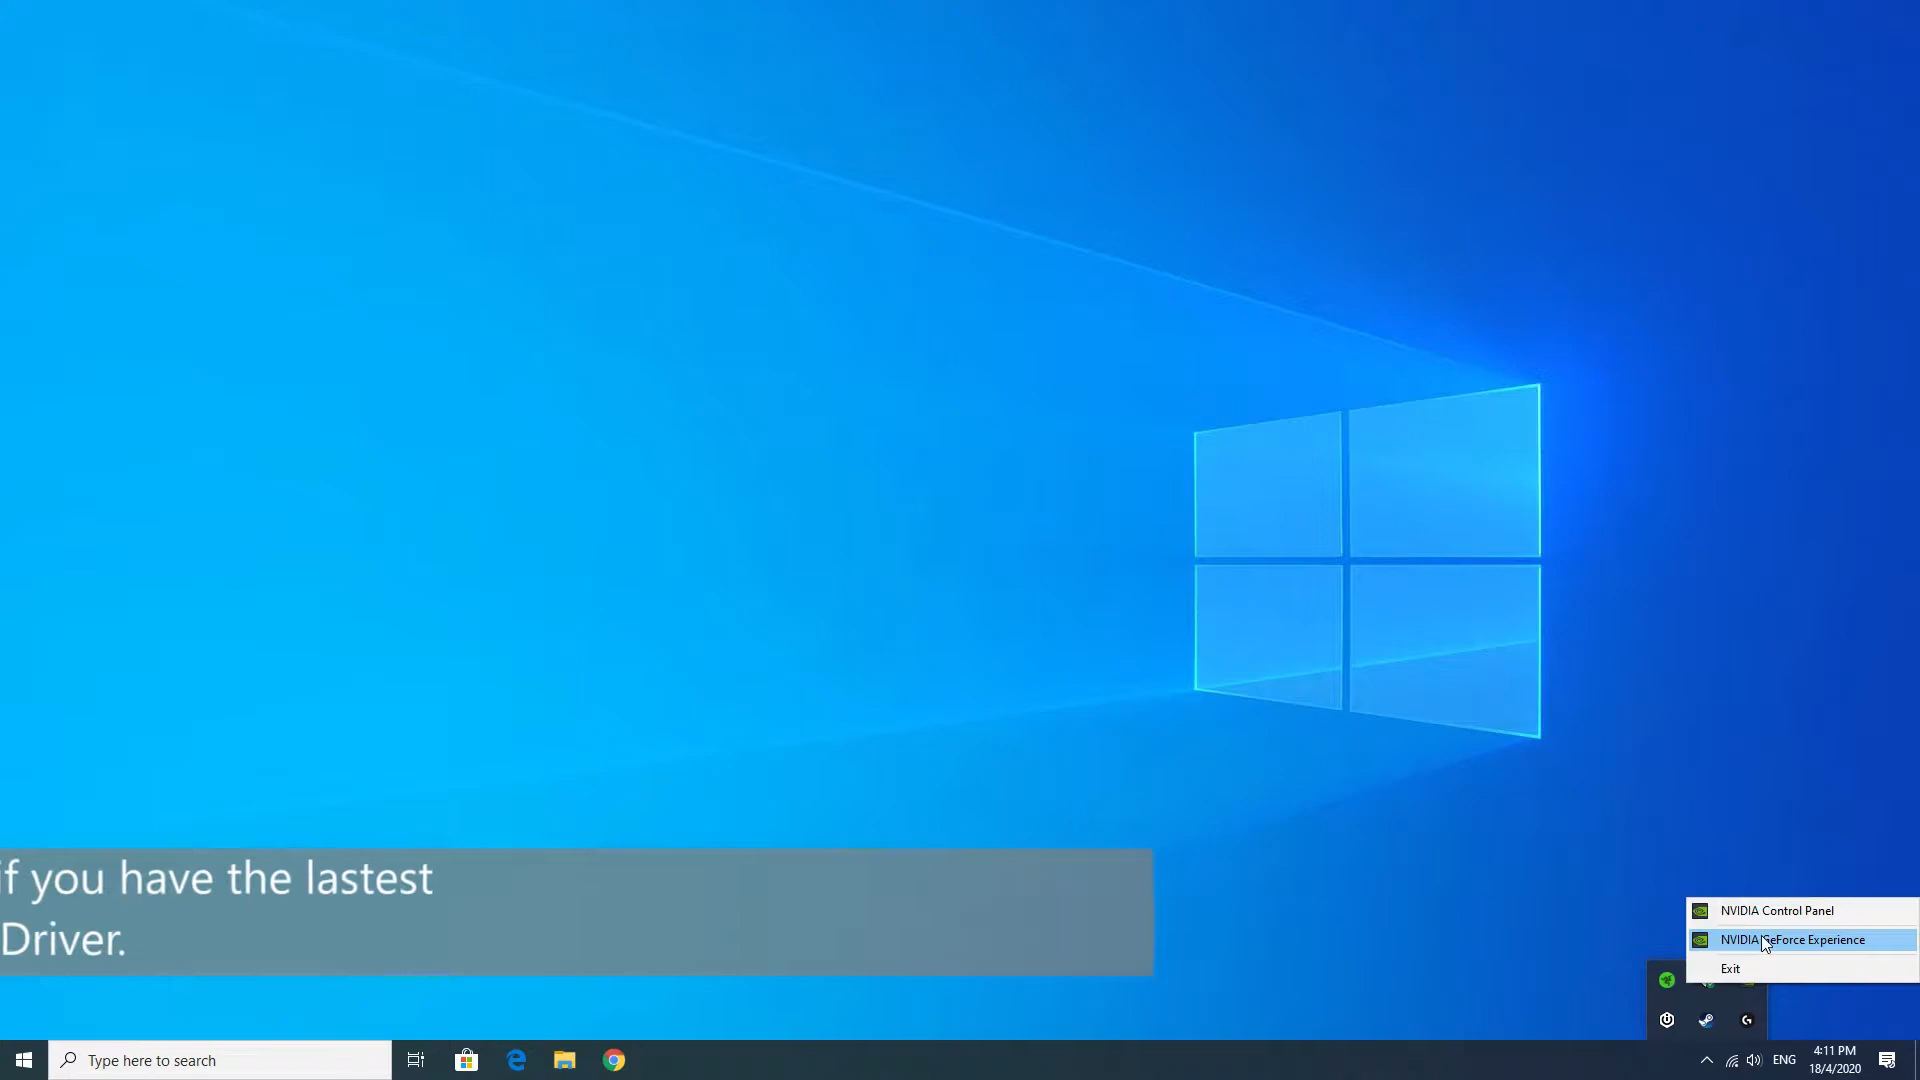 if you have the lastest
Driver.
NVIDIA Control Panel
NVIDIA GeForce Experience
Exit
Type here to search
ENG
4:11 PM
18/4/2020